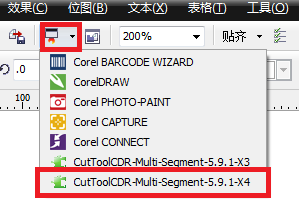 效果(C) 位图(B) 文本(X) 表格(T) 工具(O)
200% 贴齐
.0
100
Corel BARCODE WIZARD
CorelDRAW
Corel PHOTO-PAINT
Corel CAPTURE
Corel CONNECT
CutToolCDR-Multi-Segment-5.9.1-X3
CutToolCDR-Multi-Segment-5.9.1-X4